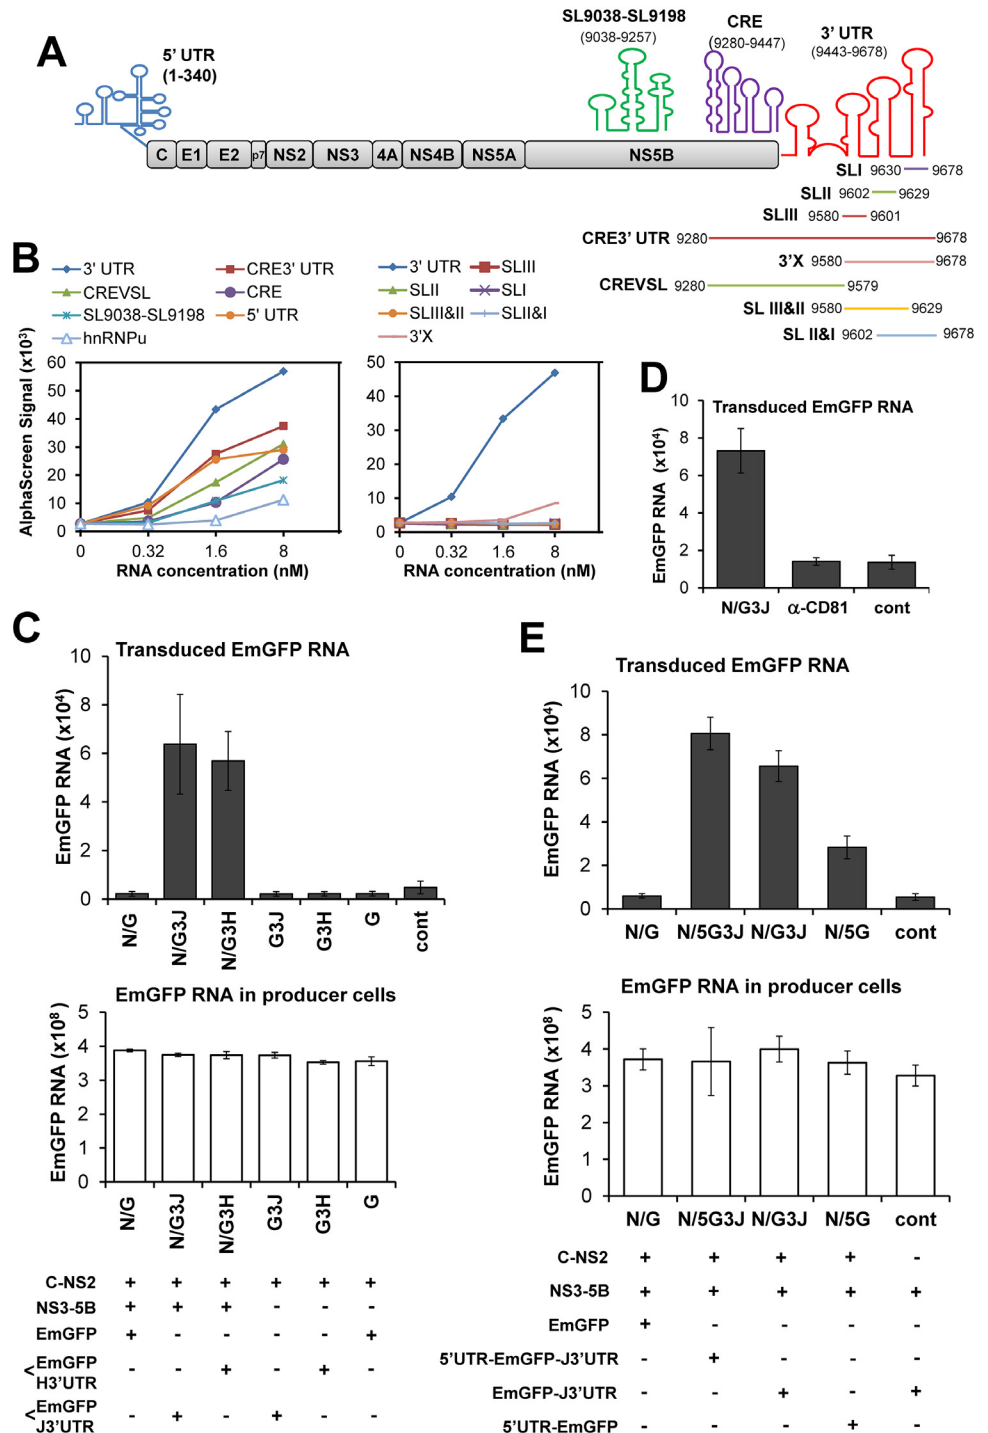 A
5' UTR
(1-340)
SL9038-SL9198
(9038-9257)
CRE
(9280-9447)
3' UTR
(9443-9678)
C E1 E2 p7 NS2 NS3 4A NS4B NS5A NS5B
SLI 9630 9678
SLII 9602 9629
SLIII 9580 9601
CRE3' UTR 9280 9678
3'X 9580 9678
CREVSL 9280 9579
SL III&II 9580 9629
SL II&I 9602 9678
B
3' UTR CRE3' UTR
CREVSL CRE
SL9038-SL9198 5' UTR
hnRNPu
3' UTR SLIII
SLII SLI
SLIII&II SLII&I
3'X
AlphaScreen Signal (x10³)
60
50
40
30
20
10
0
0 0.32 1.6 8
RNA concentration (nM)
50
40
30
20
10
0
0 0.32 1.6 8
RNA concentration (nM)
D
Transduced EmGFP RNA
EmGFP RNA (x10⁴)
10
8
6
4
2
0
N/G3J α-CD81 cont
C
Transduced EmGFP RNA
EmGFP RNA (x10⁴)
10
8
6
4
2
0
N/G N/G3J N/G3H G3J G3H G cont
EmGFP RNA in producer cells
EmGFP RNA (x10⁸)
5
4
3
2
1
0
N/G N/G3J N/G3H G3J G3H G
C-NS2 + + + + + +
NS3-5B + + + - - -
EmGFP + - - - - +
<EmGFP
H3'UTR - - + - + -
<EmGFP
J3'UTR - + - + - -
E
Transduced EmGFP RNA
EmGFP RNA (x10⁴)
10
8
6
4
2
0
N/G N/5G3J N/G3J N/5G cont
EmGFP RNA in producer cells
EmGFP RNA (x10⁸)
5
4
3
2
1
0
N/G N/5G3J N/G3J N/5G cont
C-NS2 + + + + -
NS3-5B + + + + +
EmGFP + - - - -
5'UTR-EmGFP-J3'UTR - + - - -
EmGFP-J3'UTR - - + - +
5'UTR-EmGFP - - - + -